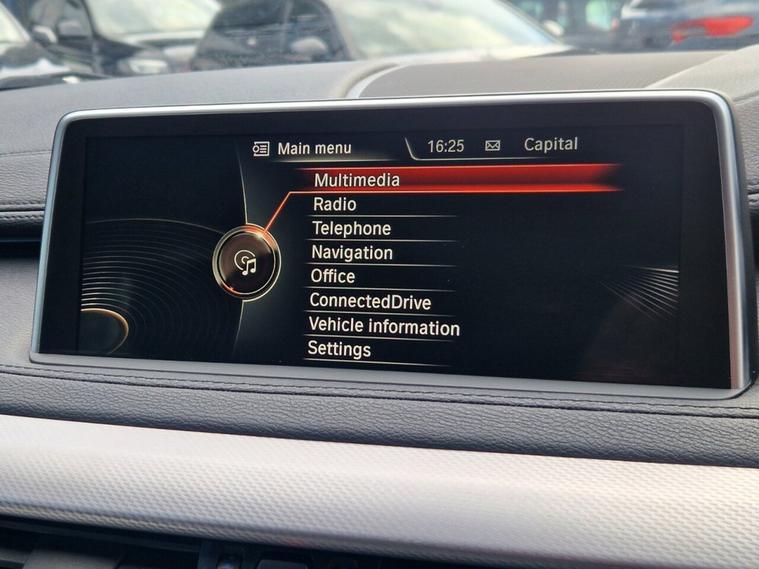 Main menu 16:25 Capital
Multimedia
Radio
Telephone
Navigation
Office
ConnectedDrive
Vehicle information
Settings